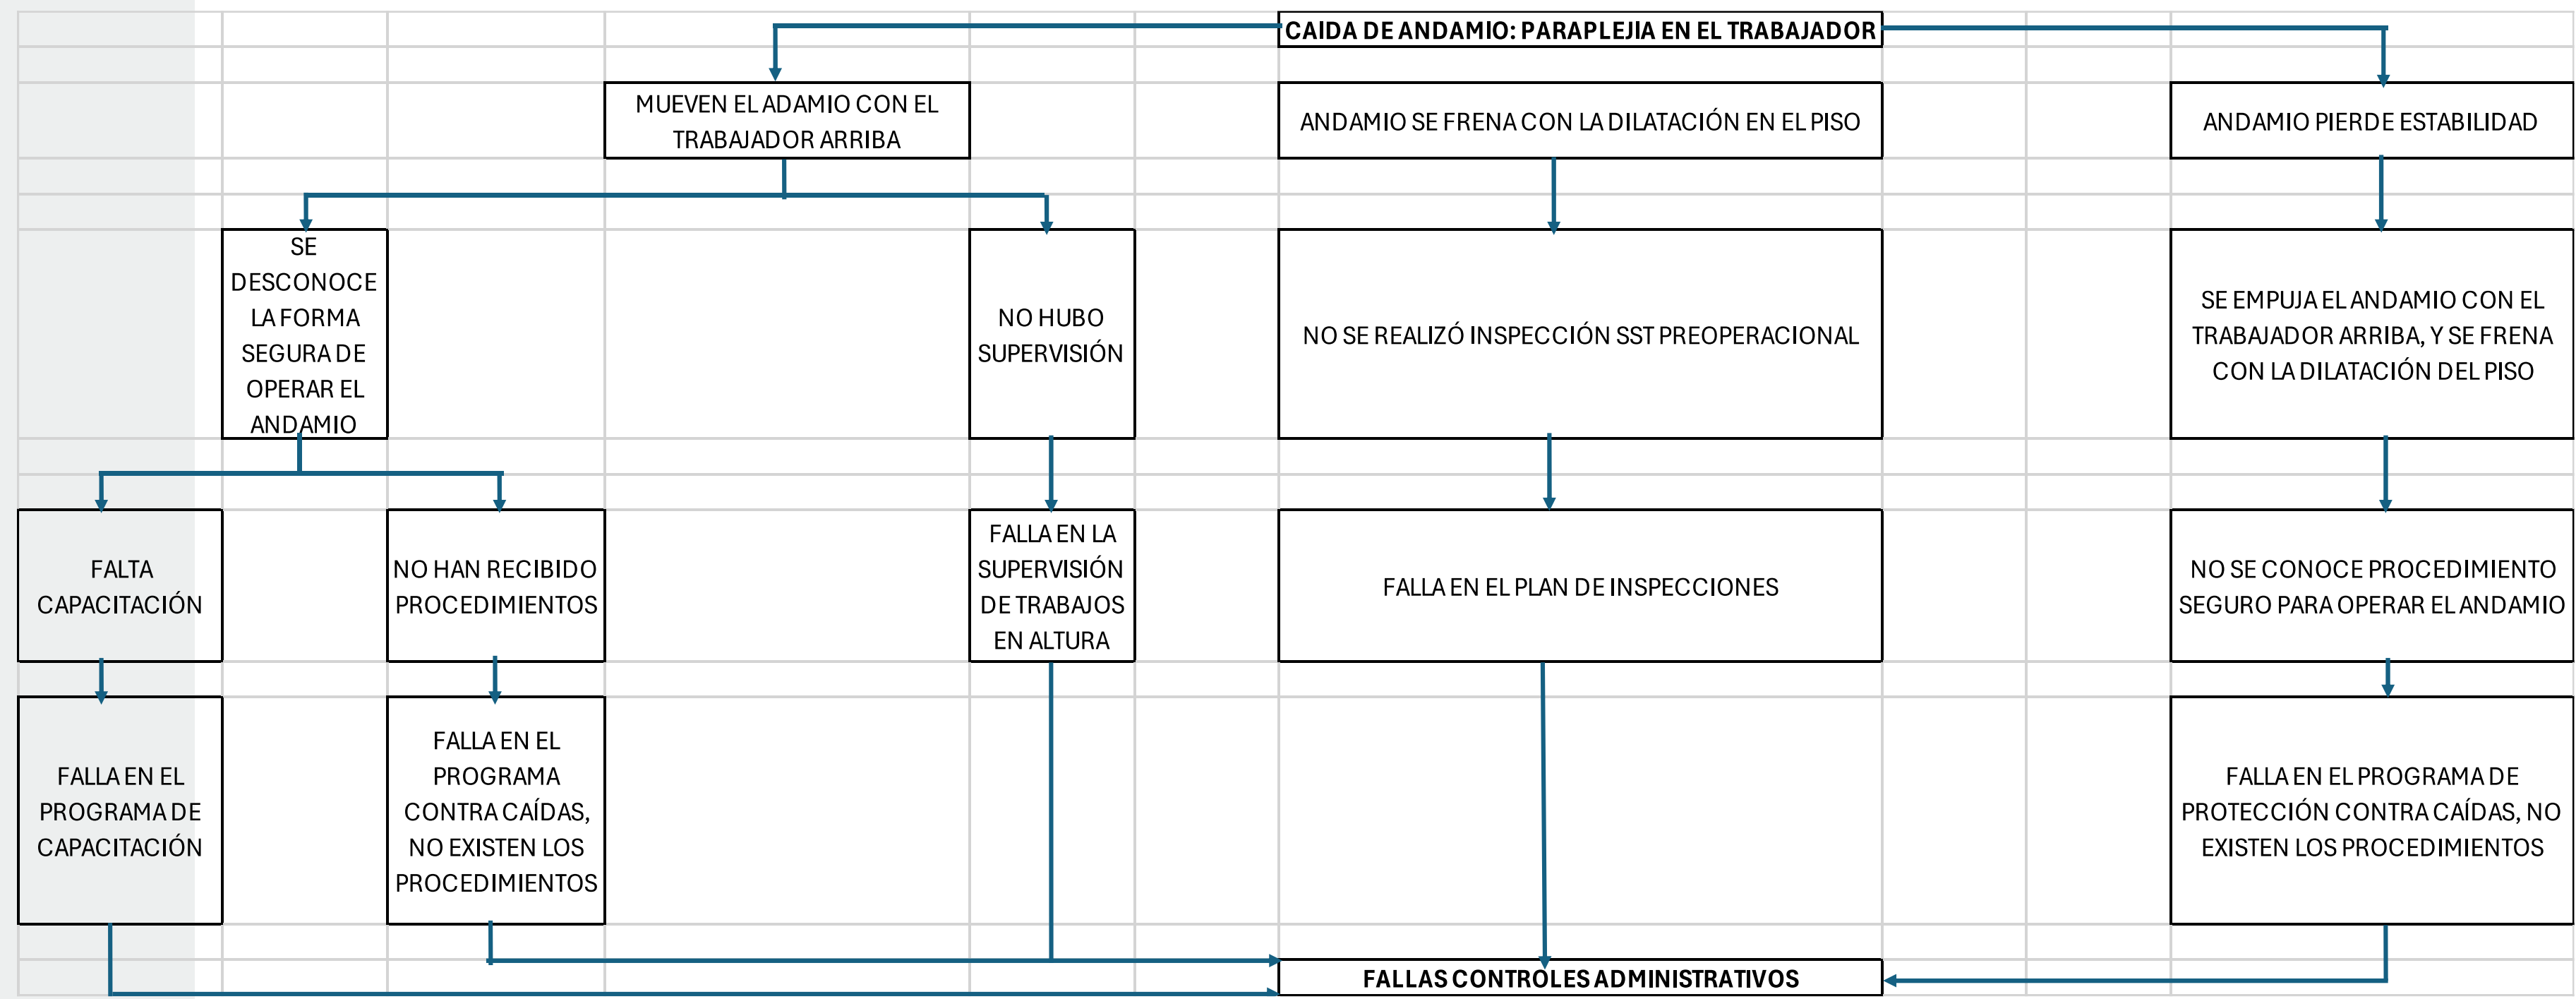 CAIDA DE ANDAMIO: PARAPLEJIA EN EL TRABAJADOR
MUEVEN EL ADAMIO CON EL
TRABAJADOR ARRIBA
ANDAMIO SE FRENA CON LA DILATACIÓN EN EL PISO
ANDAMIO PIERDE ESTABILIDAD
SE
DESCONOCE
LA FORMA
SEGURA DE
OPERAR EL
ANDAMIO
NO HUBO
SUPERVISIÓN
NO SE REALIZÓ INSPECCIÓN SST PREOPERACIONAL
SE EMPUJA EL ANDAMIO CON EL
TRABAJADOR ARRIBA, Y SE FRENA
CON LA DILATACIÓN DEL PISO
FALTA
CAPACITACIÓN
NO HAN RECIBIDO
PROCEDIMIENTOS
FALLA EN LA
SUPERVISIÓN
DE TRABAJOS
EN ALTURA
FALLA EN EL PLAN DE INSPECCIONES
NO SE CONOCE PROCEDIMIENTO
SEGURO PARA OPERAR EL ANDAMIO
FALLA EN EL
PROGRAMA DE
CAPACITACIÓN
FALLA EN EL
PROGRAMA
CONTRA CAÍDAS,
NO EXISTEN LOS
PROCEDIMIENTOS
FALLA EN EL PROGRAMA DE
PROTECCIÓN CONTRA CAÍDAS, NO
EXISTEN LOS PROCEDIMIENTOS
FALLAS CONTROLES ADMINISTRATIVOS